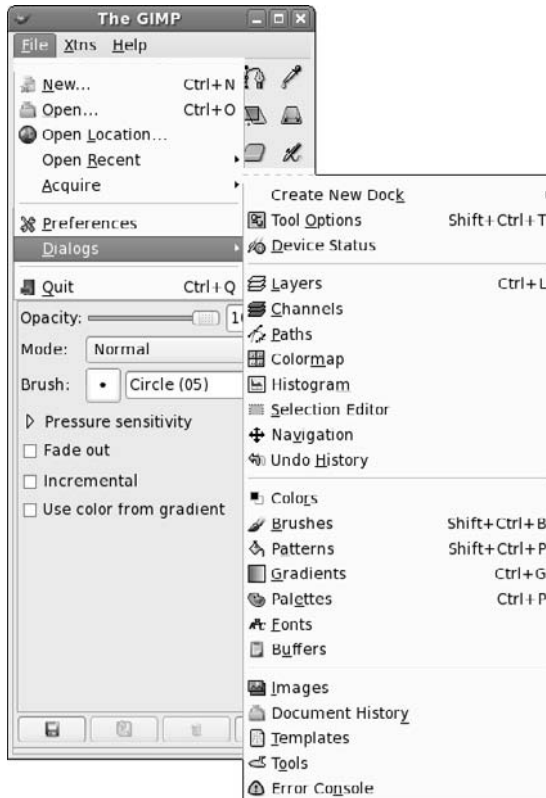 The GIMP
File Xtns Help
New... Ctrl+N
Open... Ctrl+O
Open Location...
Open Recent
Acquire
Preferences
Dialogs
Quit Ctrl+Q
Opacity:
Mode: Normal
Brush: Circle (05)
Pressure sensitivity
Fade out
Incremental
Use color from gradient
Create New Dock
Tool Options Shift+Ctrl+T
Device Status
Layers Ctrl+L
Channels
Paths
Colormap
Histogram
Selection Editor
Navigation
Undo History
Colors
Brushes Shift+Ctrl+B
Patterns Shift+Ctrl+P
Gradients Ctrl+G
Palettes Ctrl+P
Fonts
Buffers
Images
Document History
Templates
Tools
Error Console